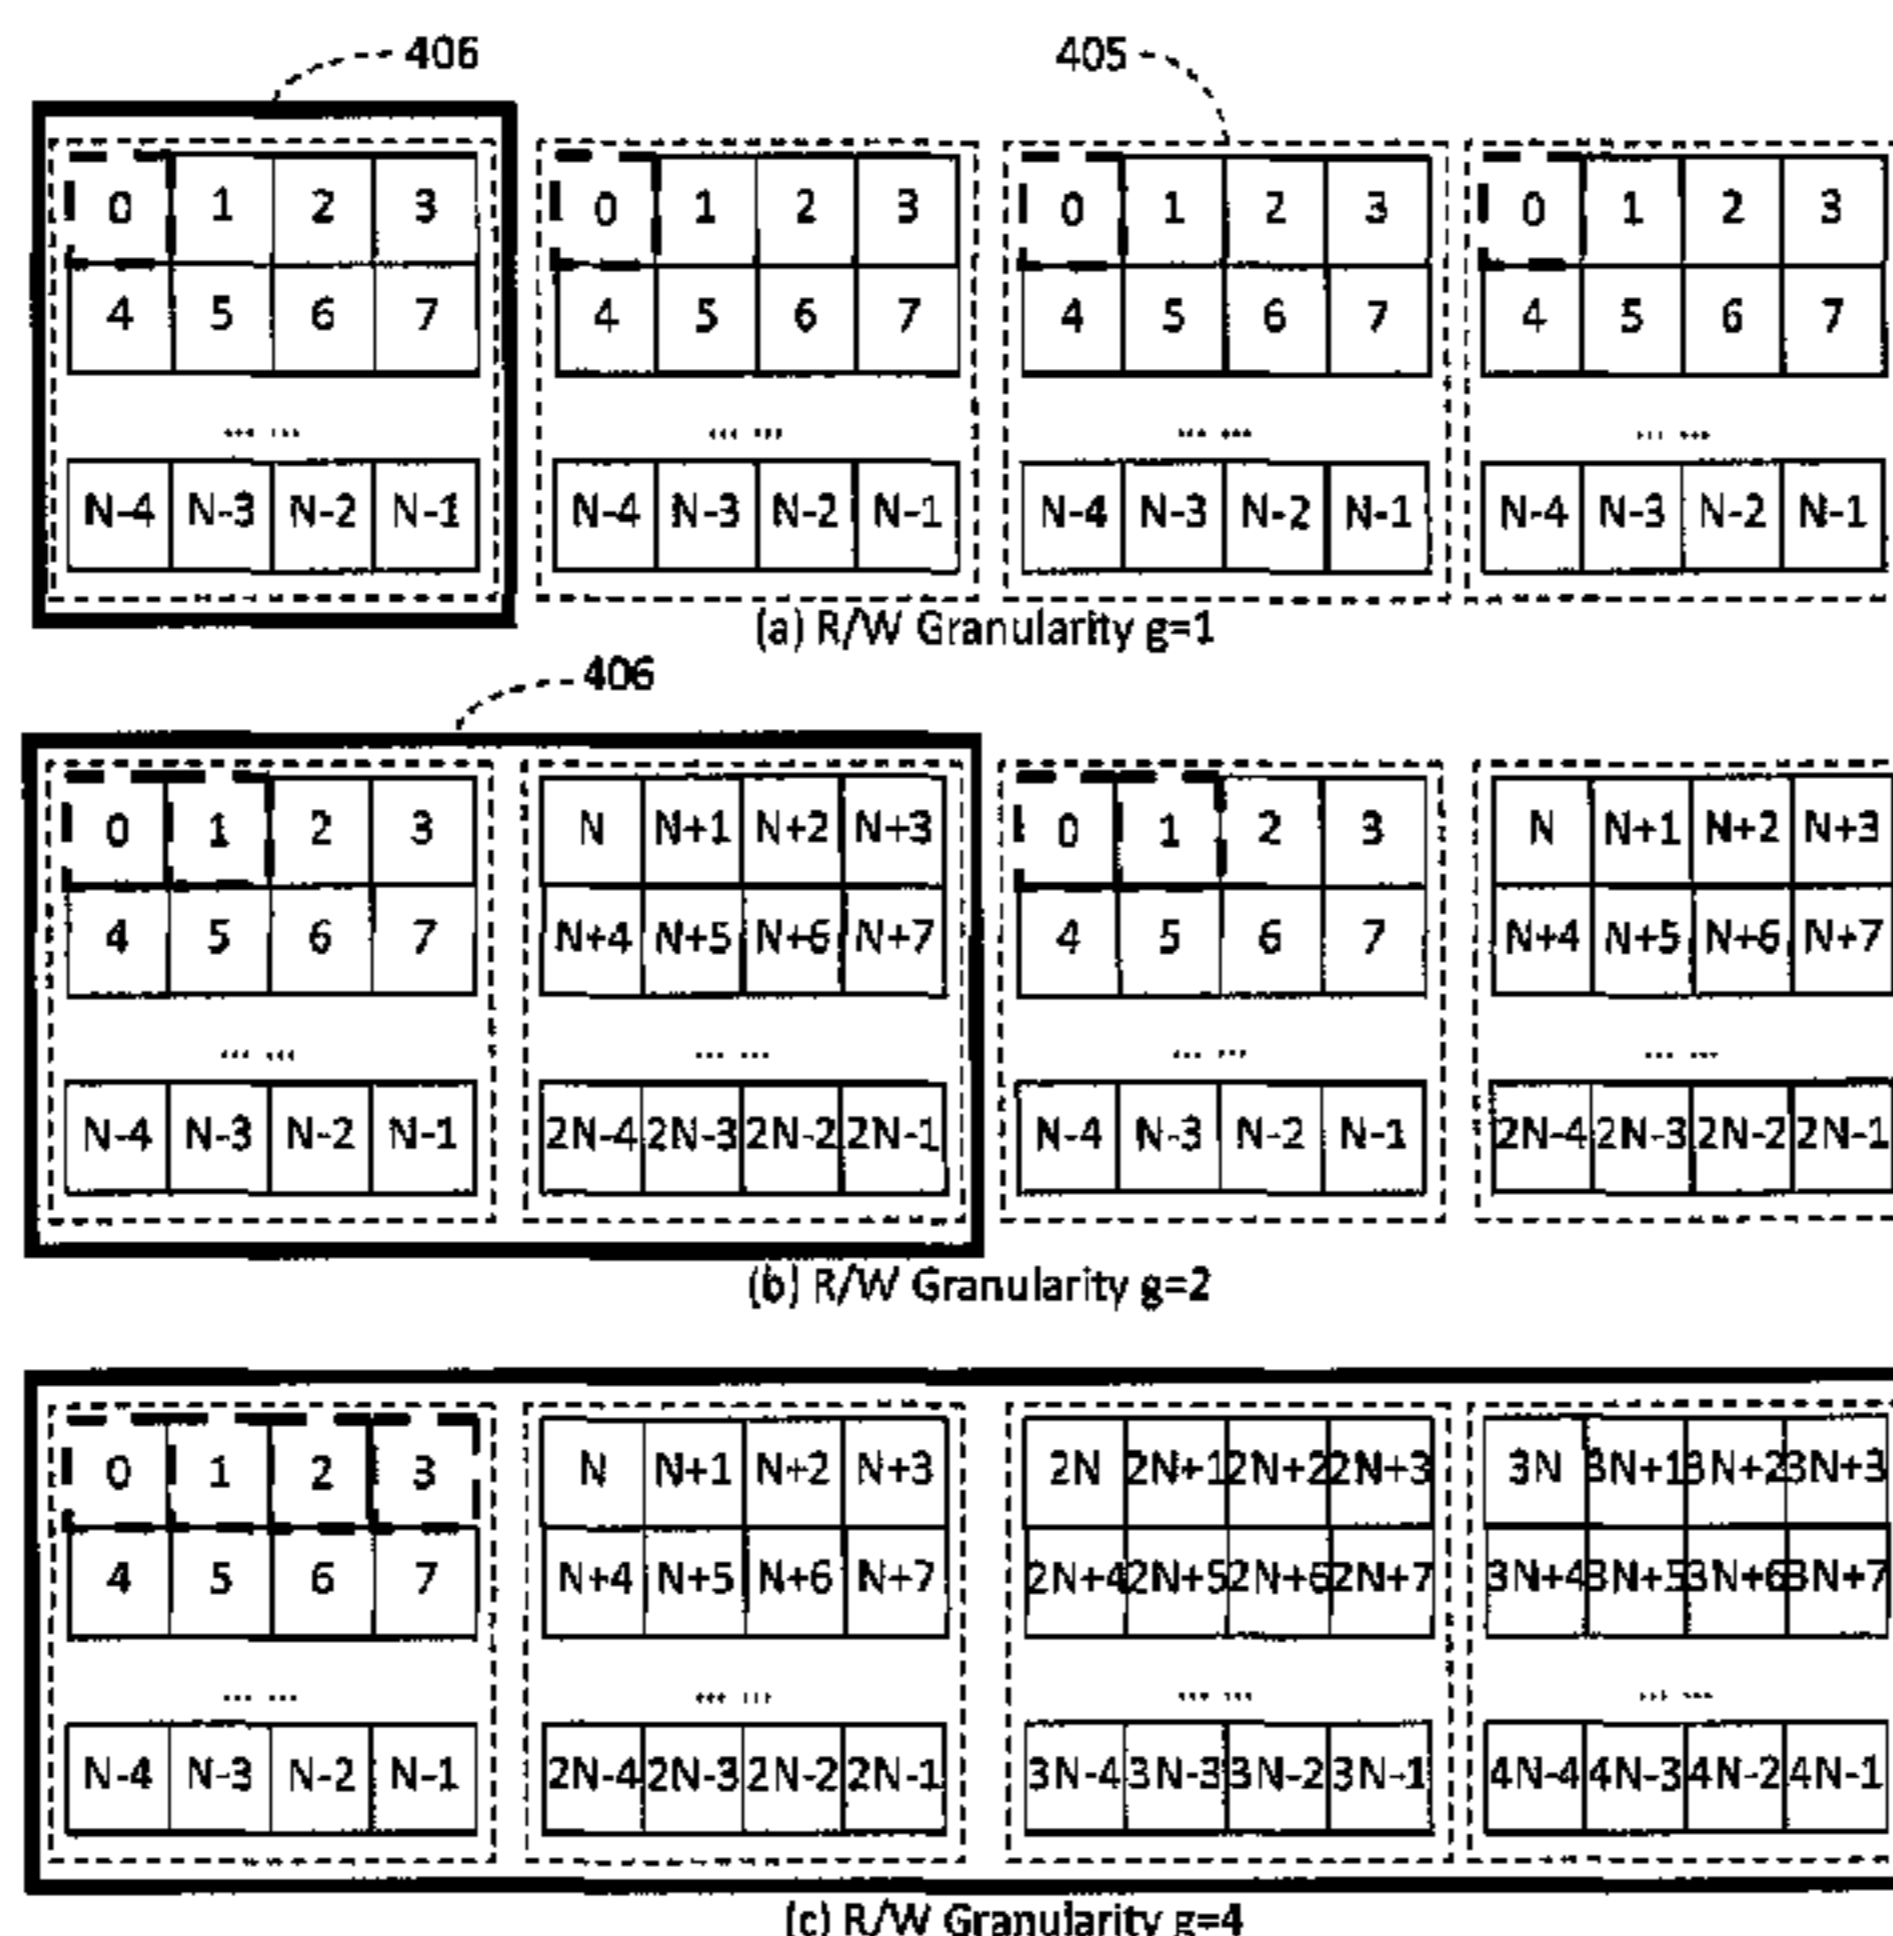 406 405
0 1 2 3 0 1 2 3 0 1 2 3 0 1 2 3
4 5 6 7 4 5 6 7 4 5 6 7 4 5 6 7
... ... ... ... ... ... ... ...
N-4 N-3 N-2 N-1 N-4 N-3 N-2 N-1 N-4 N-3 N-2 N-1 N-4 N-3 N-2 N-1
(a) R/W Granularity g=1
406
0 1 2 3 N N+1 N+2 N+3 0 1 2 3 N N+1 N+2 N+3
4 5 6 7 N+4 N+5 N+6 N+7 4 5 6 7 N+4 N+5 N+6 N+7
... ... ... ... ... ... ... ...
N-4 N-3 N-2 N-1 2N-4 2N-3 2N-2 2N-1 N-4 N-3 N-2 N-1 2N-4 2N-3 2N-2 2N-1
(b) R/W Granularity g=2
0 1 2 3 N N+1 N+2 N+3 2N 2N+1 2N+2 2N+3 3N 3N+1 3N+2 3N+3
4 5 6 7 N+4 N+5 N+6 N+7 2N+4 2N+5 2N+6 2N+7 3N+4 3N+5 3N+6 3N+7
... ... ... ... ... ... ... ...
N-4 N-3 N-2 N-1 2N-4 2N-3 2N-2 2N-1 3N-4 3N-3 3N-2 3N-1 4N-4 4N-3 4N-2 4N-1
(c) R/W Granularity g=4